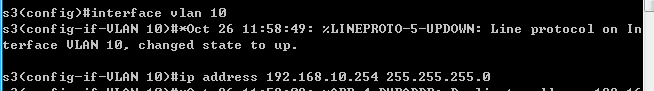 s3(config)#interface vlan 10
s3(config-if-VLAN 10)#*Oct 26 11:58:49: %LINEPROTO-5-UPDOWN: Line protocol on In
terface VLAN 10, changed state to up.
s3(config-if-VLAN 10)#ip address 192.168.10.254 255.255.255.0